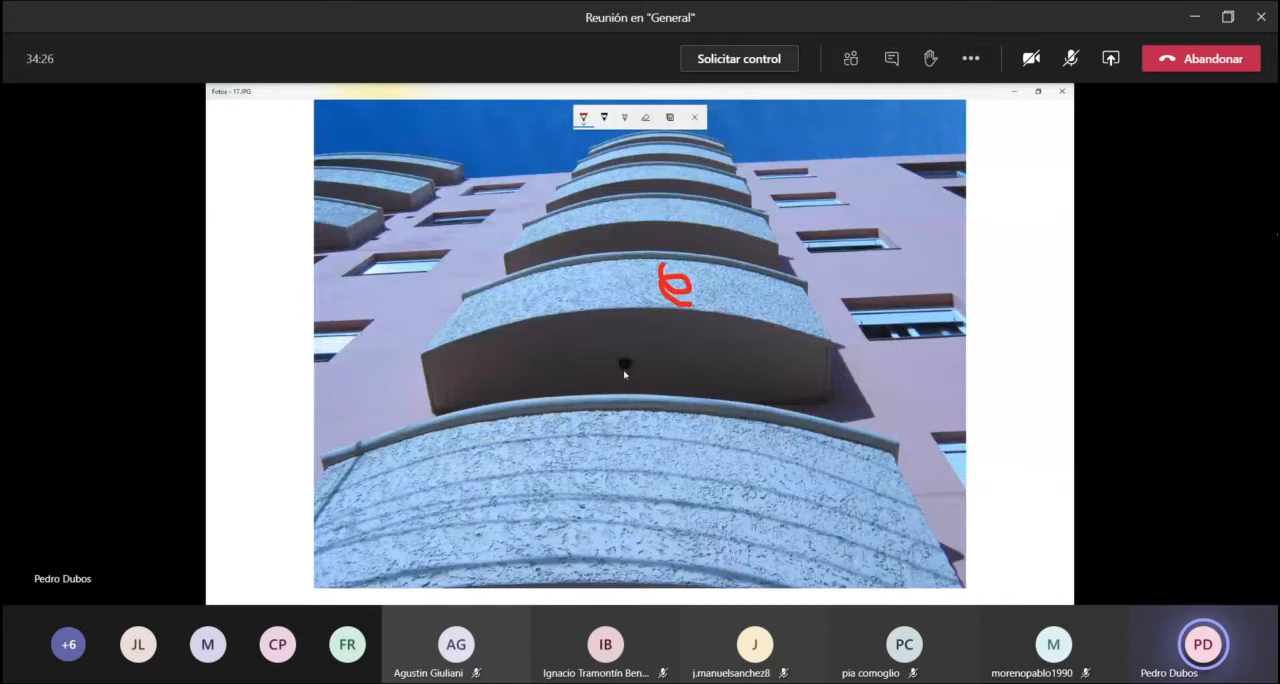 Reunión en "General"
34:26
Solicitar control
Abandonar
Fotos - 17.JPG
e
Pedro Dubos
+6
JL
M
CP
FR
AG
IB
J
PC
M
PD
Agustin Giuliani
Ignacio Tramontín Ben...
j.manuelsanchez8
pia comoglio
morenopablo1990
Pedro Dubos